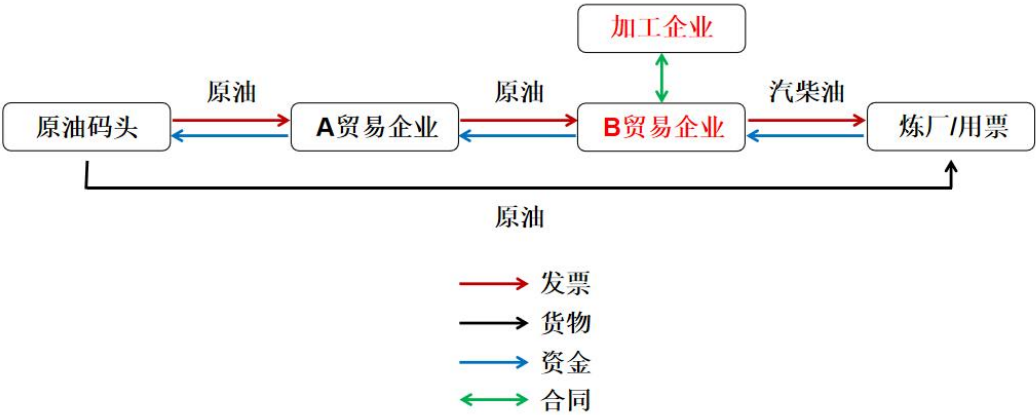 加工企业
原油
原油
汽柴油
原油码头
A贸易企业
B贸易企业
炼厂/用票
原油
发票
货物
资金
合同